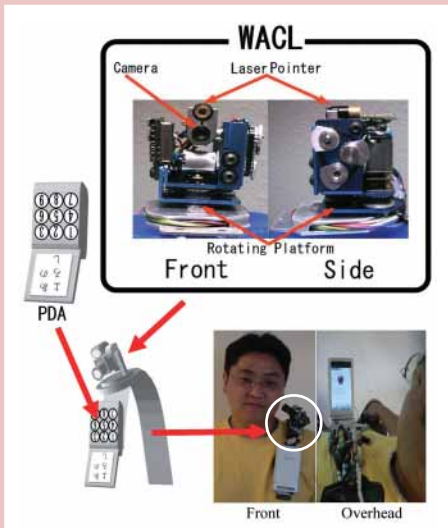 WACL
Camera
Laser Pointer
Rotating Platform
Front
Side
PDA
Front
Overhead